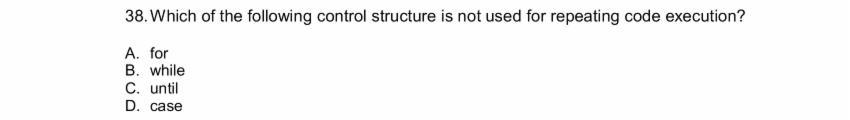 38. Which of the following control structure is not used for repeating code execution?
A. for
B. while
C. until
D. case